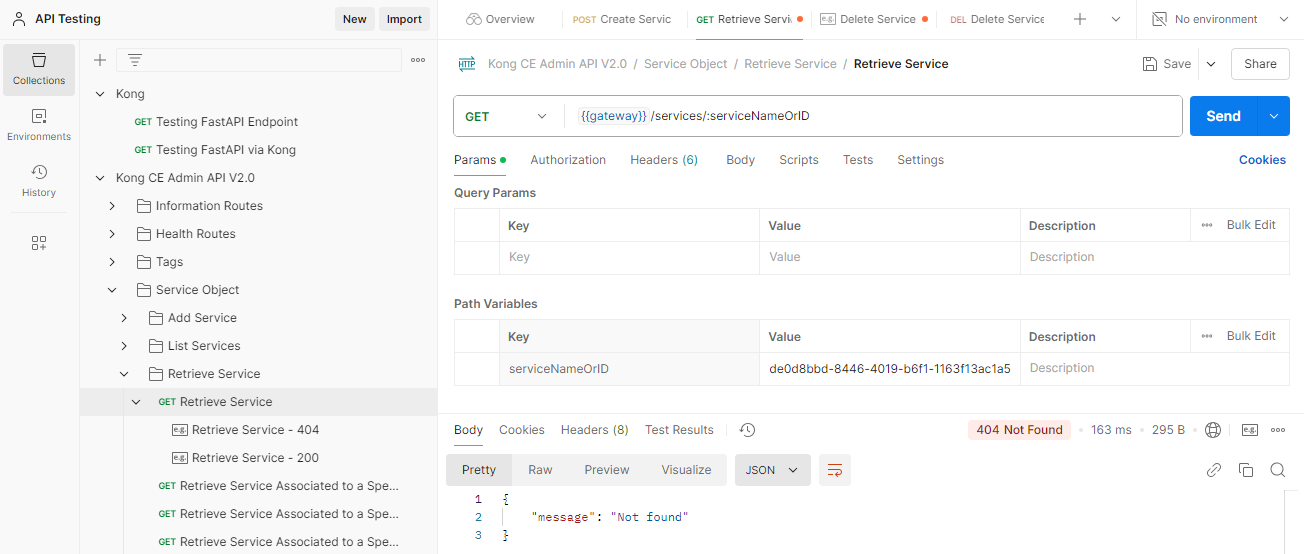 API Testing
New
Import
Overview
POST Create Servic
GET Retrieve Servi
e.g. Delete Service
DEL Delete Service
No environment
Collections
Environments
History
Kong
GET Testing FastAPI Endpoint
GET Testing FastAPI via Kong
Kong CE Admin API V2.0
Information Routes
Health Routes
Tags
Service Object
Add Service
List Services
Retrieve Service
GET Retrieve Service
e.g. Retrieve Service - 404
e.g. Retrieve Service - 200
GET Retrieve Service Associated to a Spe...
GET Retrieve Service Associated to a Spe...
GET Retrieve Service Associated to a Spe...
HTTP Kong CE Admin API V2.0 / Service Object / Retrieve Service / Retrieve Service
Save
Share
GET
{{gateway}}/services/:serviceNameOrID
Send
Params Authorization Headers (6) Body Scripts Tests Settings
Cookies
Query Params
Key Value Description Bulk Edit
Key Value Description
Path Variables
Key Value Description Bulk Edit
serviceNameOrID de0d8bbd-8446-4019-b6f1-1163f13ac1a5 Description
Body Cookies Headers (8) Test Results
404 Not Found 163 ms 295 B e.g.
Pretty Raw Preview Visualize JSON
1 {
2 "message": "Not found"
3 }